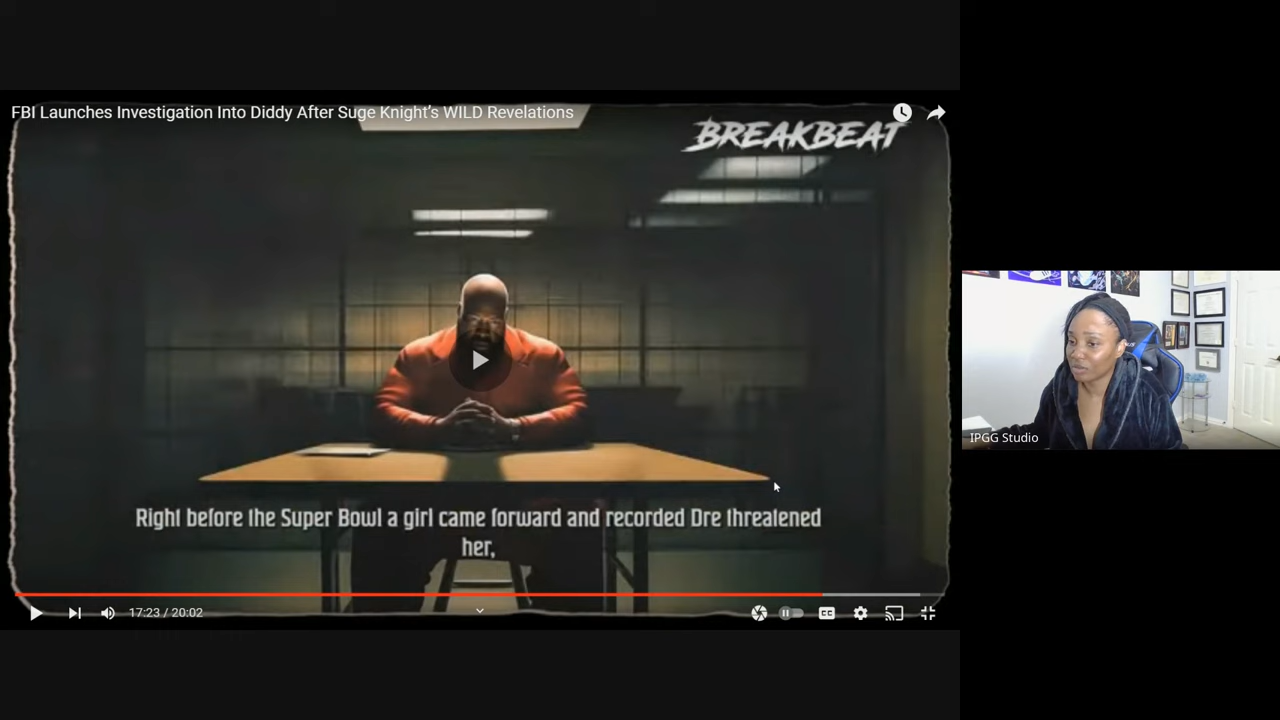 FBI Launches Investigation Into Diddy After Suge Knight's WILD Revelations
BREAKBEAT
Right before the Super Bowl a girl came forward and recorded Dre threatened
her,
17:23 / 20:02
CC
IPGG Studio